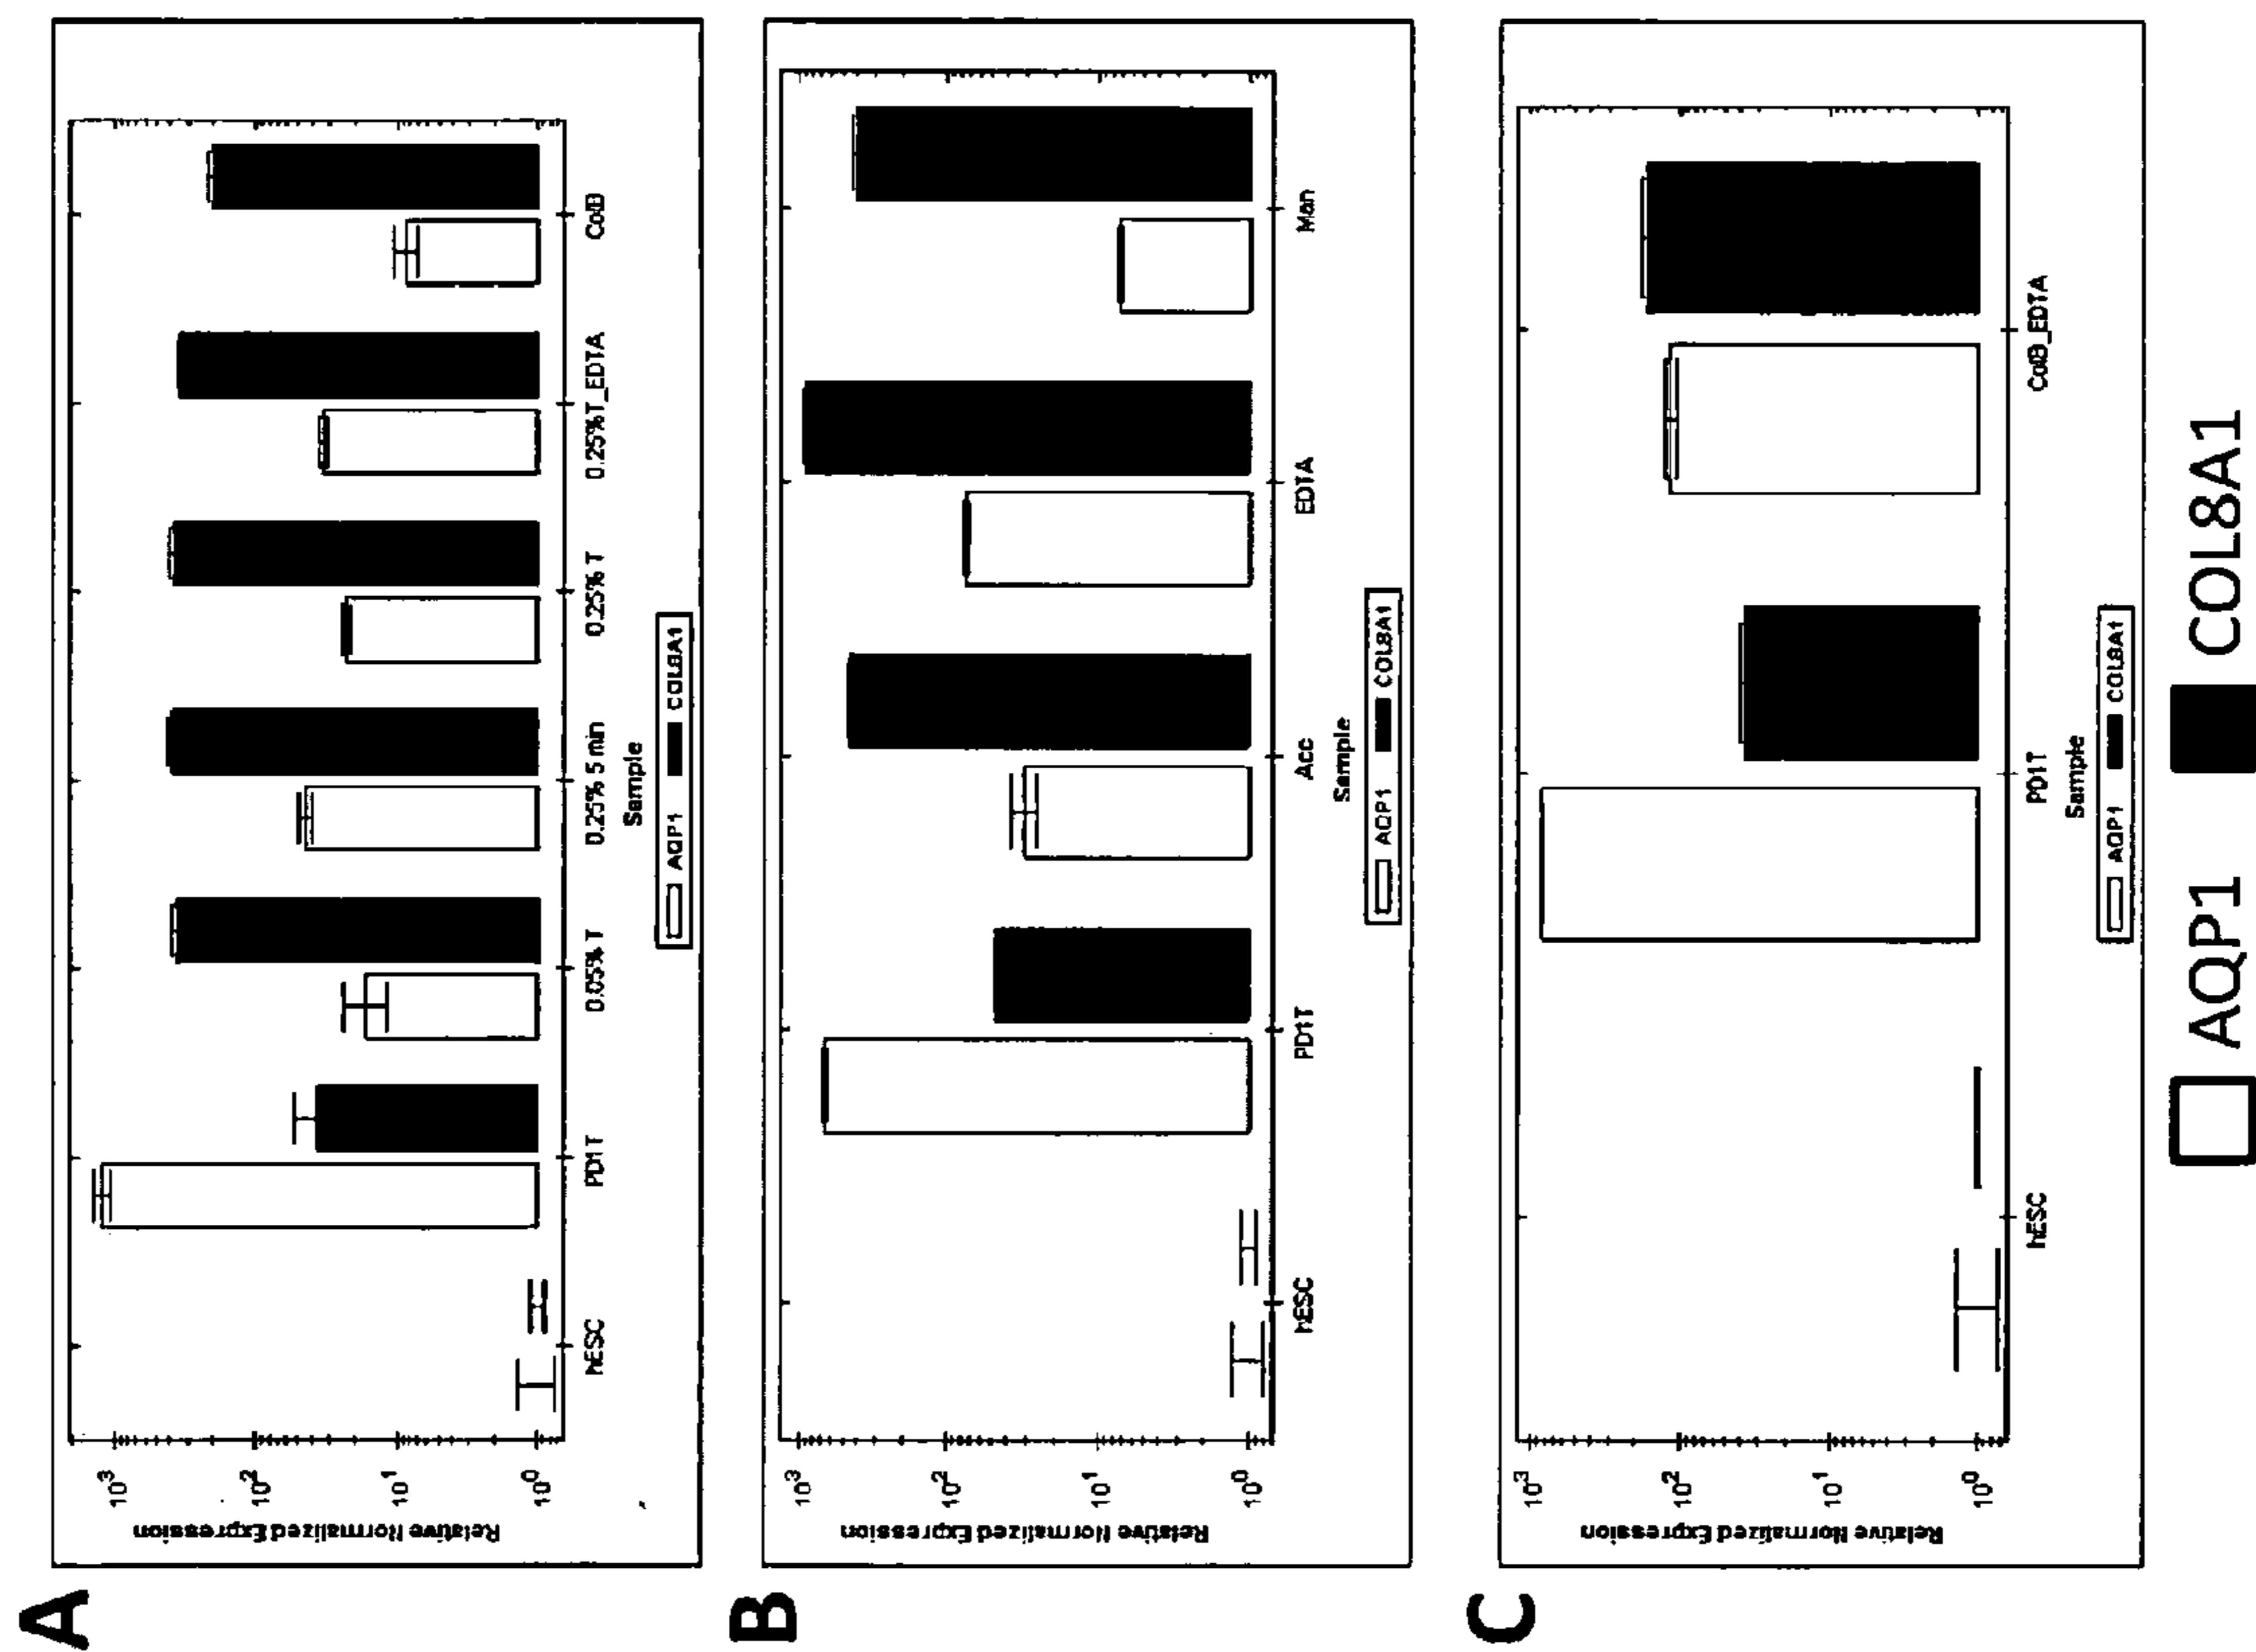 A
Relative Normalized Expression
10³
10²
10¹
10⁰
hESC
PD1T
0.05% T
0.25% 5 min
0.25% T
0.25%T_EDTA
ColB
Sample
AQP1 COL8A1
B
Relative Normalized Expression
10³
10²
10¹
10⁰
hESC
PD1T
Acc
EDTA
Man
Sample
AQP1 COL8A1
C
Relative Normalized Expression
10³
10²
10¹
10⁰
hESC
PD1T
ColB_EDTA
Sample
AQP1 COL8A1
AQP1 COL8A1